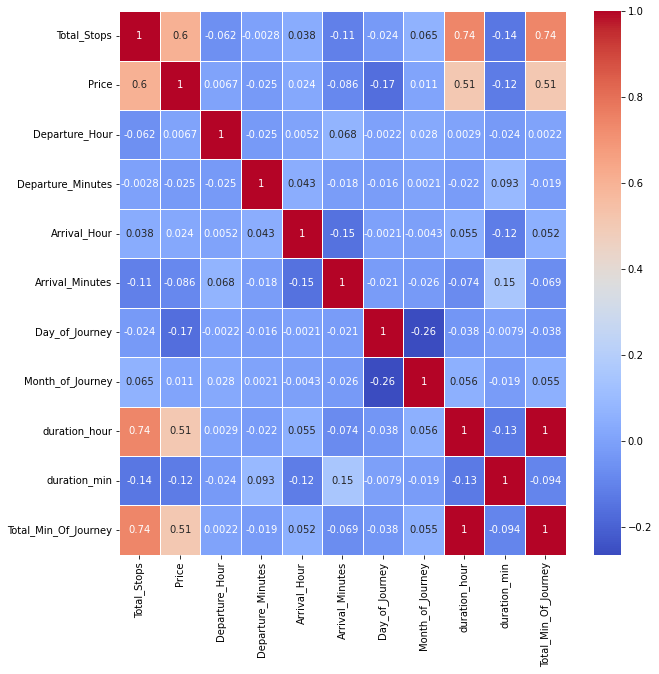 Total_Stops 1 0.6 -0.062 -0.0028 0.038 -0.11 -0.024 0.065 0.74 -0.14 0.74
Price 0.6 1 0.0067 -0.025 0.024 -0.086 -0.17 0.011 0.51 -0.12 0.51
Departure_Hour -0.062 0.0067 1 -0.025 0.0052 0.068 -0.0022 0.028 0.0029 -0.024 0.0022
Departure_Minutes -0.0028 -0.025 -0.025 1 0.043 -0.018 -0.016 0.0021 -0.022 0.093 -0.019
Arrival_Hour 0.038 0.024 0.0052 0.043 1 -0.15 -0.0021 -0.0043 0.055 -0.12 0.052
Arrival_Minutes -0.11 -0.086 0.068 -0.018 -0.15 1 -0.021 -0.026 -0.074 0.15 -0.069
Day_of_Journey -0.024 -0.17 -0.0022 -0.016 -0.0021 -0.021 1 -0.26 -0.038 -0.0079 -0.038
Month_of_Journey 0.065 0.011 0.028 0.0021 -0.0043 -0.026 -0.26 1 0.056 -0.019 0.055
duration_hour 0.74 0.51 0.0029 -0.022 0.055 -0.074 -0.038 0.056 1 -0.13 1
duration_min -0.14 -0.12 -0.024 0.093 -0.12 0.15 -0.0079 -0.019 -0.13 1 -0.094
Total_Min_Of_Journey 0.74 0.51 0.0022 -0.019 0.052 -0.069 -0.038 0.055 1 -0.094 1
Total_Stops
Price
Departure_Hour
Departure_Minutes
Arrival_Hour
Arrival_Minutes
Day_of_Journey
Month_of_Journey
duration_hour
duration_min
Total_Min_Of_Journey
1.0
0.8
0.6
0.4
0.2
0.0
-0.2